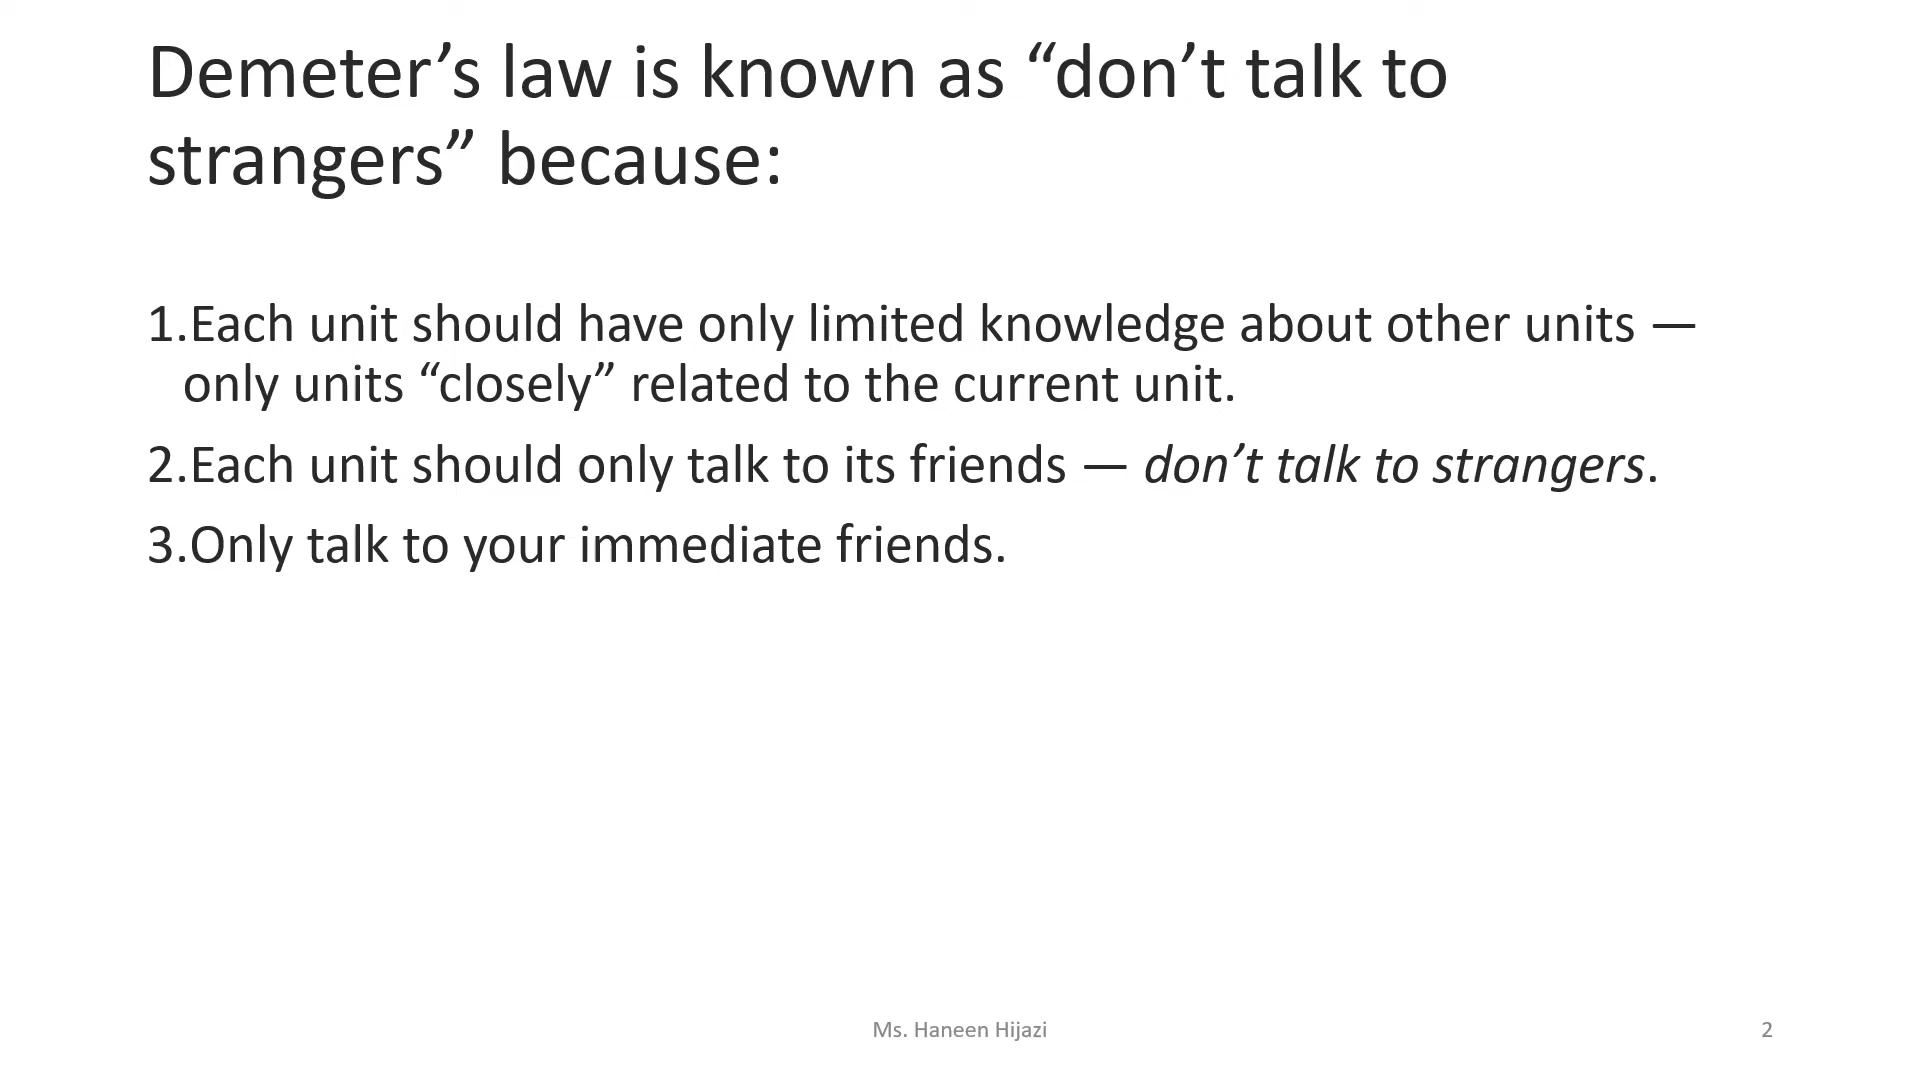 Demeter’s law is known as “don’t talk to
strangers” because:
1.Each unit should have only limited knowledge about other units —
only units “closely” related to the current unit.
2.Each unit should only talk to its friends — don’t talk to strangers.
3.Only talk to your immediate friends.
Ms. Haneen Hijazi
2